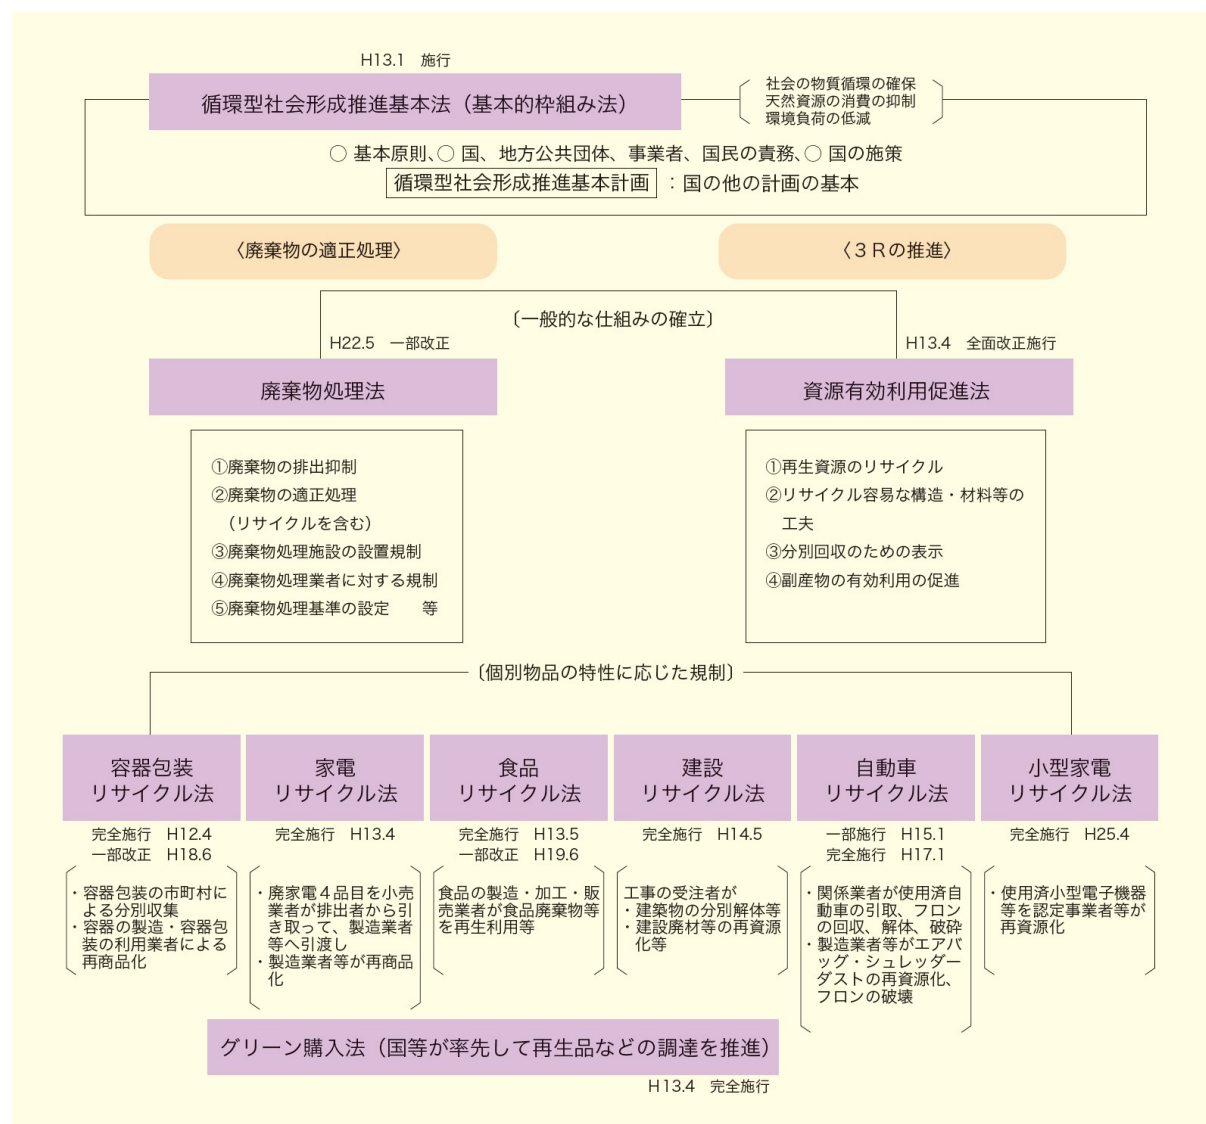 H13.1　施行
循環型社会形成推進基本法（基本的枠組み法）
社会の物質循環の確保
天然資源の消費の抑制
環境負荷の低減
○ 基本原則、○ 国、地方公共団体、事業者、国民の責務、○ 国の施策
循環型社会形成推進基本計画 ：国の他の計画の基本
〈廃棄物の適正処理〉
〈３Ｒの推進〉
〔一般的な仕組みの確立〕
H22.5　一部改正
H13.4　全面改正施行
廃棄物処理法
資源有効利用促進法
①廃棄物の排出抑制
②廃棄物の適正処理
（リサイクルを含む）
③廃棄物処理施設の設置規制
④廃棄物処理業者に対する規制
⑤廃棄物処理基準の設定　　等
①再生資源のリサイクル
②リサイクル容易な構造・材料等の
工夫
③分別回収のための表示
④副産物の有効利用の促進
〔個別物品の特性に応じた規制〕
容器包装
リサイクル法
完全施行　H12.4
一部改正　H18.6
・容器包装の市町村に
よる分別収集
・容器の製造・容器包
装の利用業者による
再商品化
家電
リサイクル法
完全施行　H13.4
・廃家電４品目を小売
業者が排出者から引
き取って、製造業者
等へ引渡し
・製造業者等が再商品
化
食品
リサイクル法
完全施行　H13.5
一部改正　H19.6
食品の製造・加工・販
売業者が食品廃棄物等
を再生利用等
建設
リサイクル法
完全施行　H14.5
工事の受注者が
・建築物の分別解体等
・建設廃材等の再資源
化等
自動車
リサイクル法
一部施行　H15.1
完全施行　H17.1
・関係業者が使用済自
動車の引取、フロン
の回収、解体、破砕
・製造業者等がエアバ
ッグ・シュレッダー
ダストの再資源化、
フロンの破壊
小型家電
リサイクル法
完全施行　H25.4
・使用済小型電子機器
等を認定事業者等が
再資源化
グリーン購入法（国等が率先して再生品などの調達を推進）
H13.4　完全施行